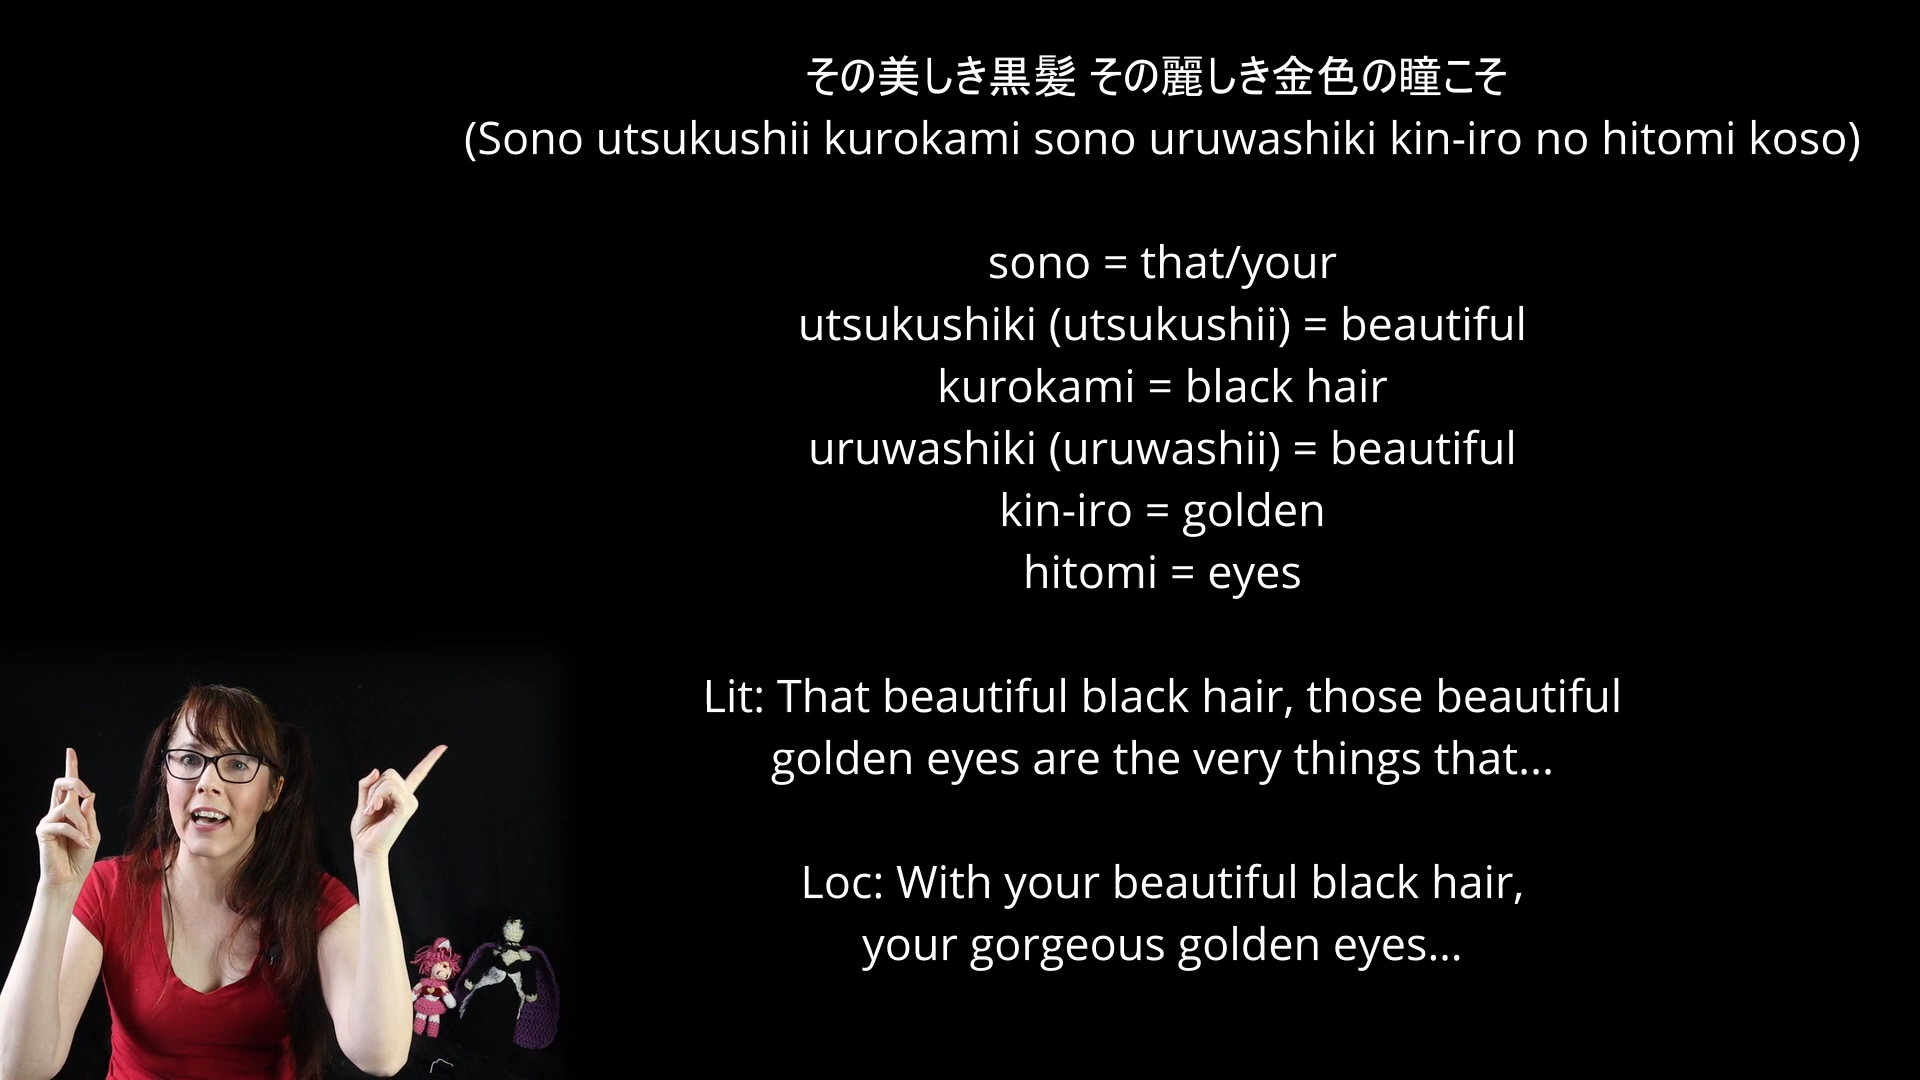 その美しき黒髪 その麗しき金色の瞳こそ
(Sono utsukushii kurokami sono uruwashiki kin-iro no hitomi koso)
sono = that/your
utsukushiki (utsukushii) = beautiful
kurokami = black hair
uruwashiki (uruwashii) = beautiful
kin-iro = golden
hitomi = eyes
Lit: That beautiful black hair, those beautiful
golden eyes are the very things that...
Loc: With your beautiful black hair,
your gorgeous golden eyes...